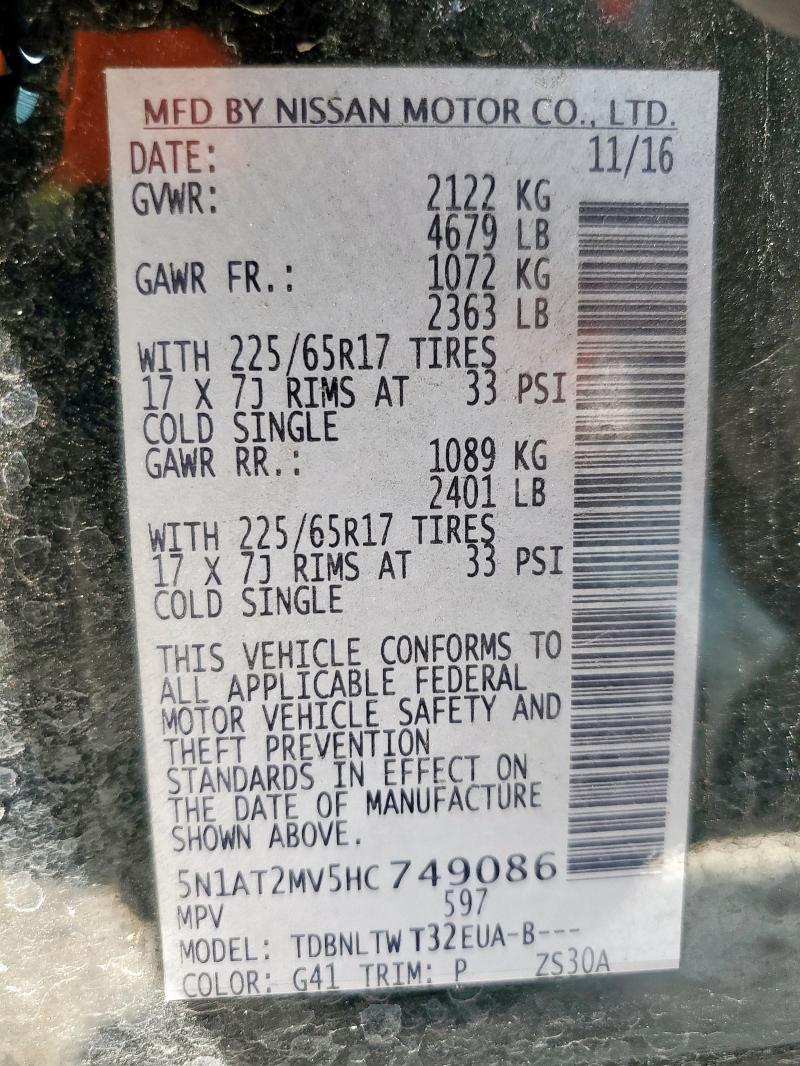 MFD BY NISSAN MOTOR CO., LTD.
DATE: 11/16
GVWR: 2122 KG
4679 LB
GAWR FR.: 1072 KG
2363 LB
WITH 225/65R17 TIRES
17 X 7J RIMS AT 33 PSI
COLD SINGLE
GAWR RR.: 1089 KG
2401 LB
WITH 225/65R17 TIRES
17 X 7J RIMS AT 33 PSI
COLD SINGLE
THIS VEHICLE CONFORMS TO
ALL APPLICABLE FEDERAL
MOTOR VEHICLE SAFETY AND
THEFT PREVENTION
STANDARDS IN EFFECT ON
THE DATE OF MANUFACTURE
SHOWN ABOVE.
5N1AT2MV5HC749086
MPV 597
MODEL: TDBNLTW T32EUA-B---
COLOR: G41 TRIM: P ZS30A